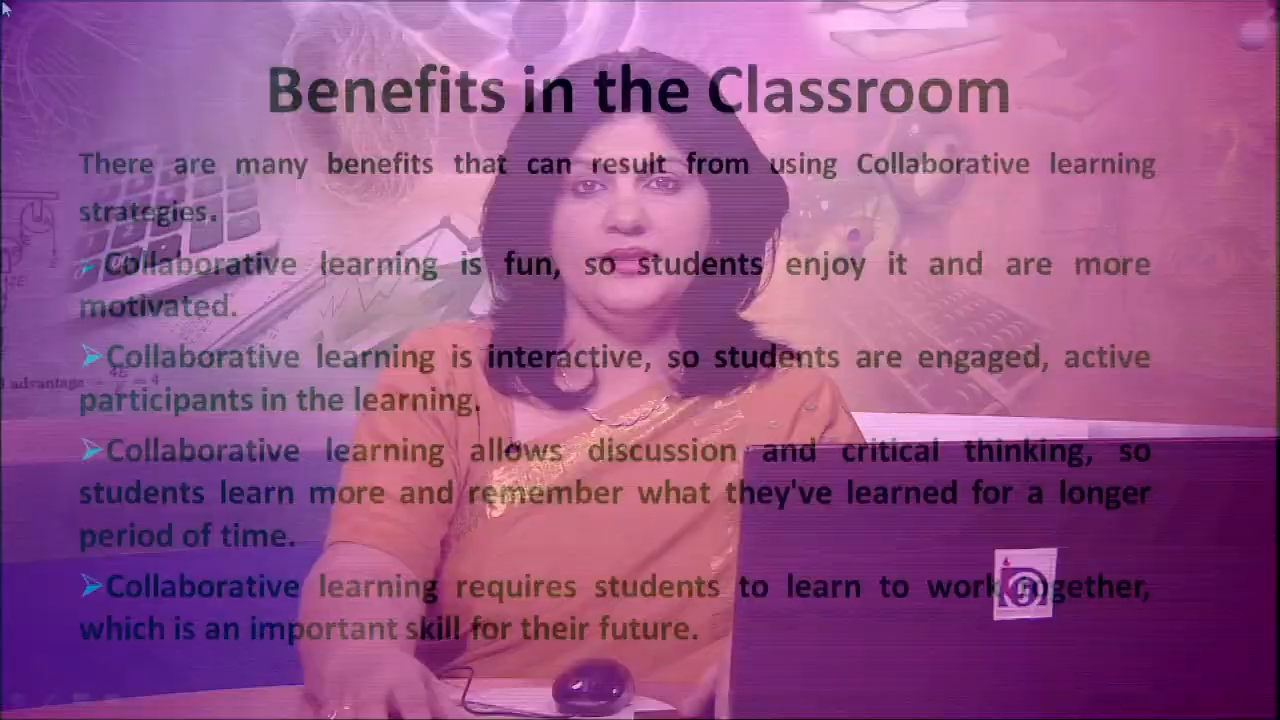 Benefits in the Classroom
There are many benefits that can result from using Collaborative learning
strategies.
➢Collaborative learning is fun, so students enjoy it and are more
motivated.
➢Collaborative learning is interactive, so students are engaged, active
participants in the learning.
➢Collaborative learning allows discussion and critical thinking, so
students learn more and remember what they've learned for a longer
period of time.
➢Collaborative learning requires students to learn to work together,
which is an important skill for their future.
advantage = 4E = 4